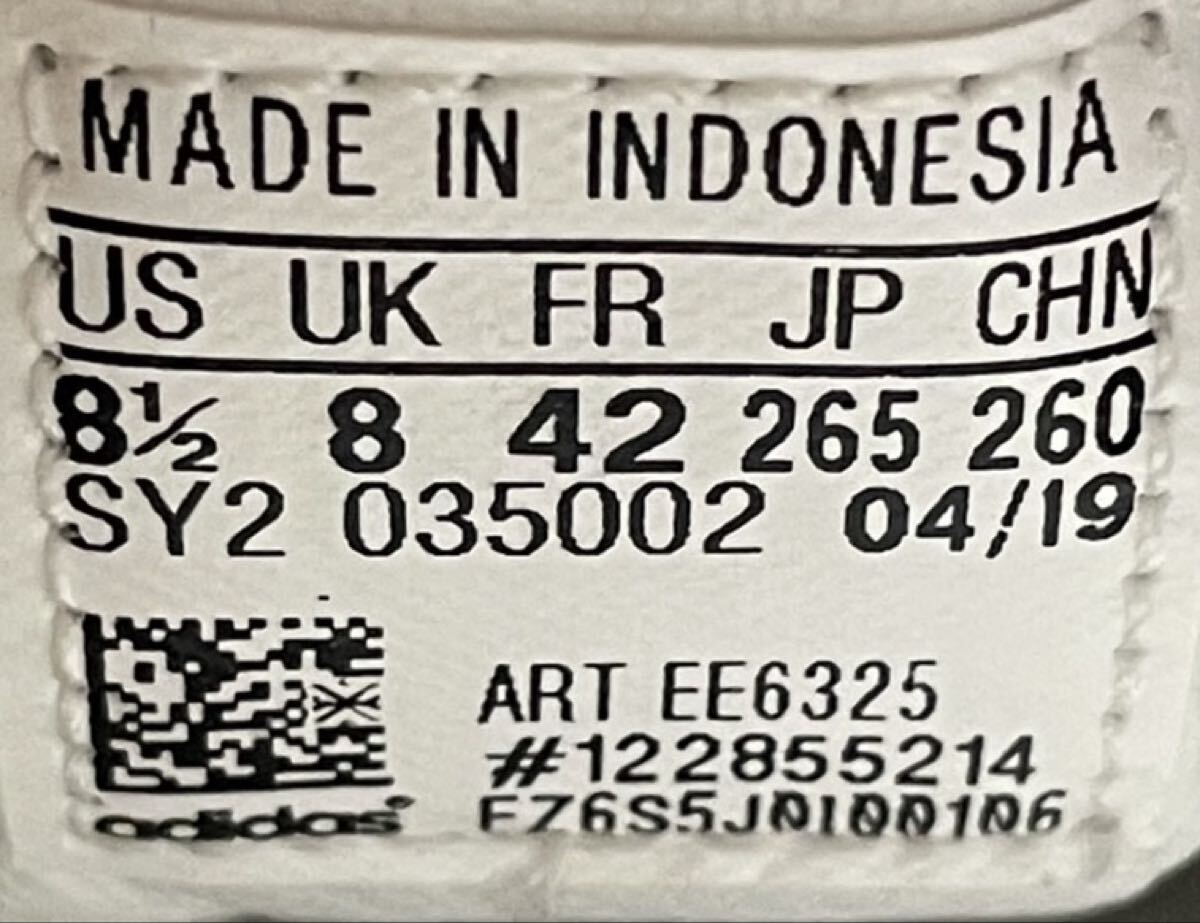 MADE IN INDONESIA
US UK FR JP CHN
8½ 8 42 265 260
SY2 035002 04/19
ART EE6325
#122855214
EZ6S5J0100106
adidas